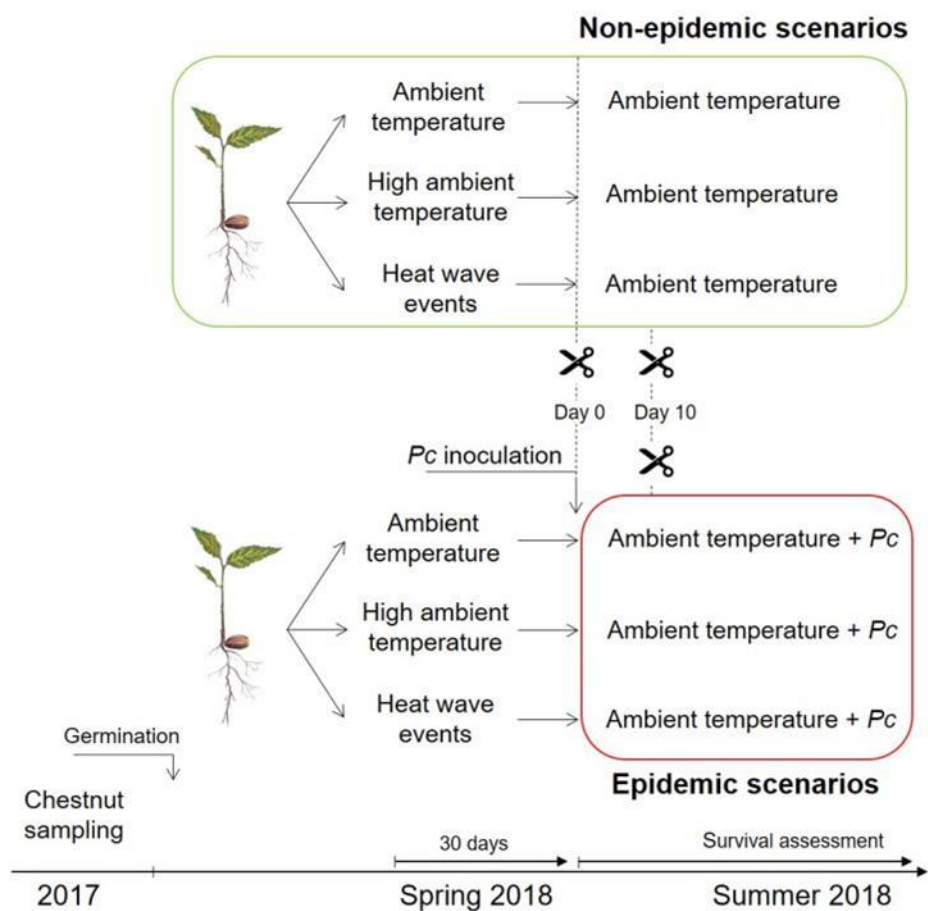 Non-epidemic scenarios
Ambient
temperature
Ambient temperature
High ambient
temperature
Ambient temperature
Heat wave
events
Ambient temperature
Day 0
Day 10
Pc inoculation
Ambient
temperature
Ambient temperature + Pc
High ambient
temperature
Ambient temperature + Pc
Heat wave
events
Ambient temperature + Pc
Germination
Epidemic scenarios
Chestnut
sampling
30 days
Survival assessment
2017
Spring 2018
Summer 2018